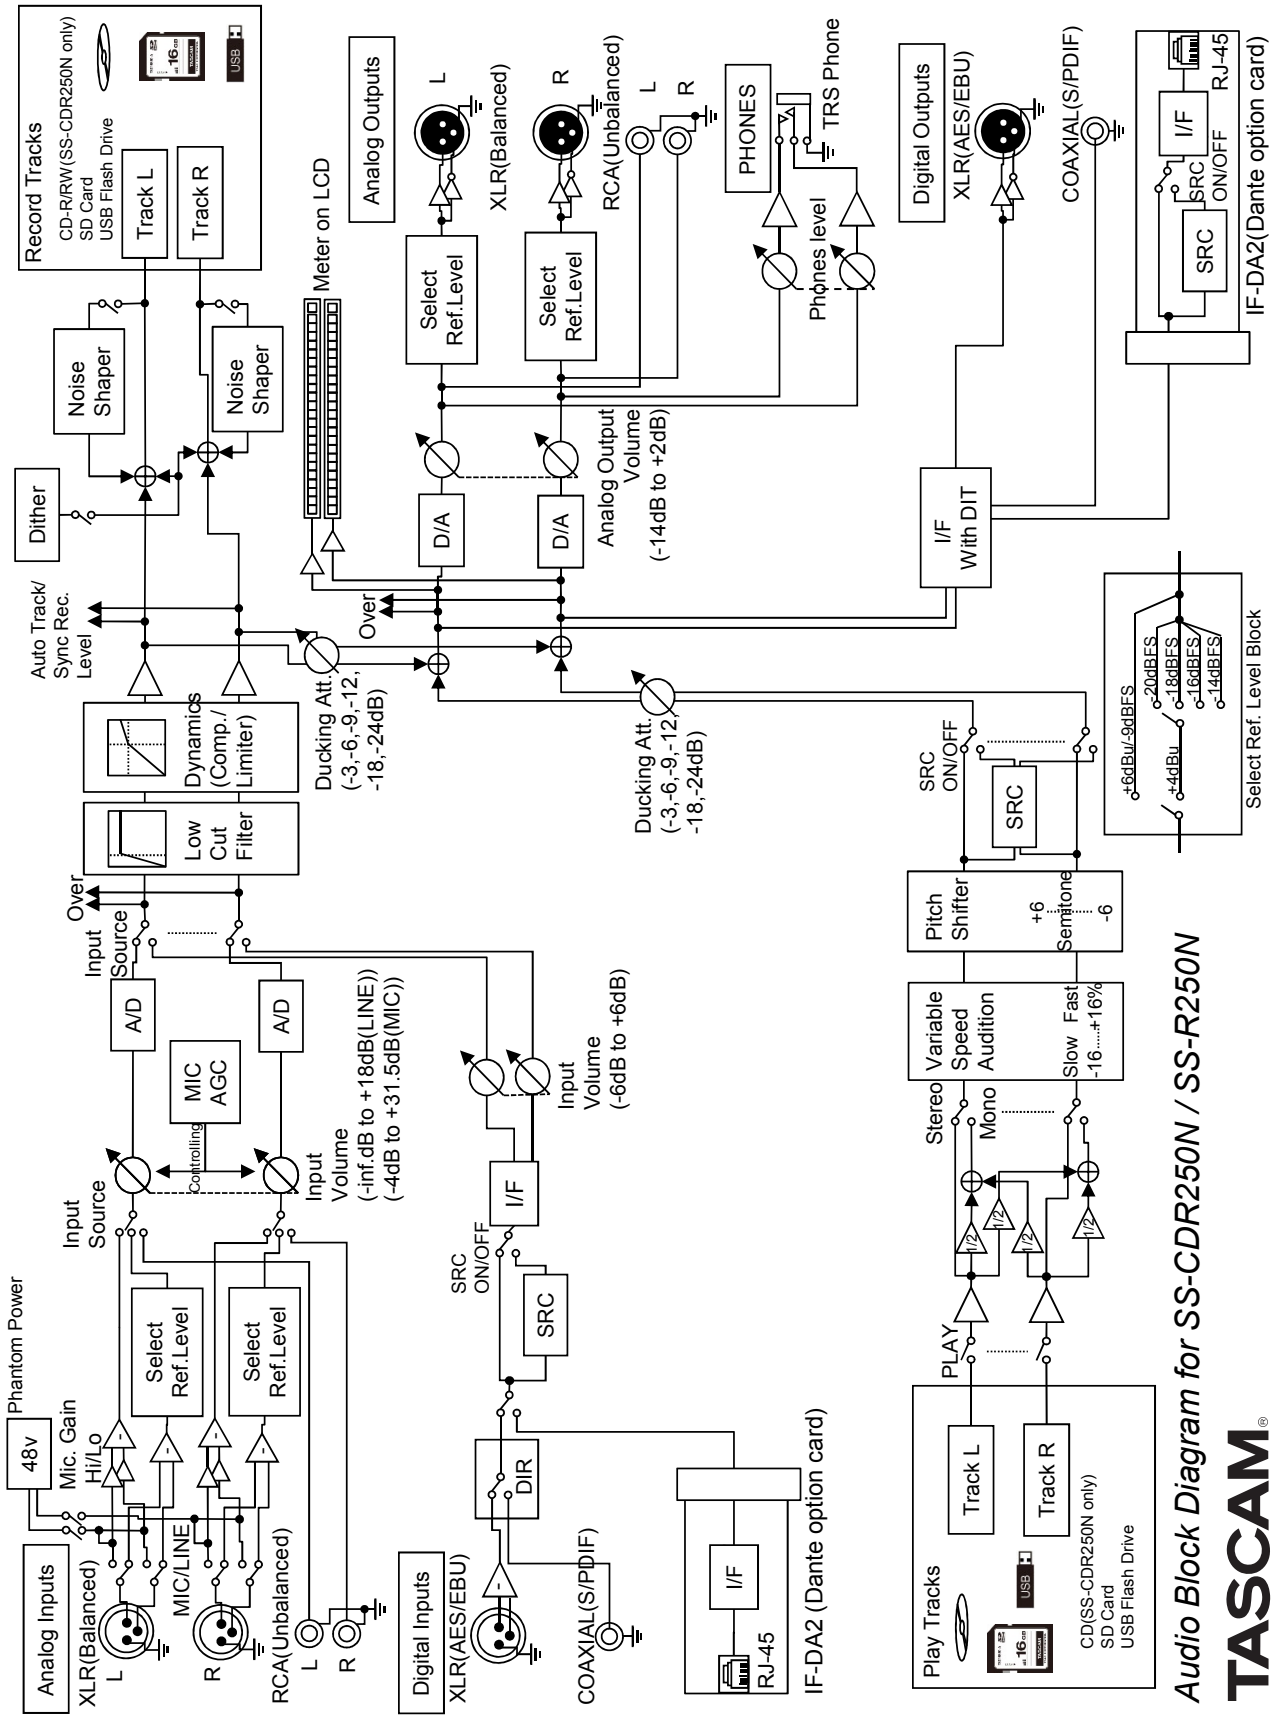 Analog Inputs
XLR(Balanced)
L
MIC/LINE
R
RCA(Unbalanced)
L
R
Phantom Power
48v
Mic. Gain
Hi/Lo
-
-
-
-
Select
Ref.Level
Select
Ref.Level
Input
Source
Controlling
MIC
AGC
Input
Volume
(-inf.dB to +18dB(LINE))
(-4dB to +31.5dB(MIC))
A/D
A/D
Input
Source
Over
Low
Cut
Filter
Dynamics
(Comp./
Limiter)
Auto Track/
Sync Rec.
Level
Dither
Noise
Shaper
Noise
Shaper
Record Tracks
CD-R/RW(SS-CDR250N only)
SD Card
USB Flash Drive
Track L
Track R
16GB
TASCAM
USB
Digital Inputs
XLR(AES/EBU)
-
COAXIAL(S/PDIF)
DIR
IF-DA2 (Dante option card)
RJ-45
I/F
SRC
ON/OFF
SRC
I/F
Input
Volume
(-6dB to +6dB)
Ducking Att.
(-3,-6,-9,-12,
-18,-24dB)
Ducking Att.
(-3,-6,-9,-12,
-18,-24dB)
Over
Meter on LCD
D/A
D/A
Analog Output
Volume
(-14dB to +2dB)
Select
Ref.Level
Select
Ref.Level
Analog Outputs
L
XLR(Balanced)
R
RCA(Unbalanced)
L
R
PHONES
TRS Phone
Phones level
Digital Outputs
XLR(AES/EBU)
COAXIAL(S/PDIF)
I/F
With DIT
SRC
SRC
ON/OFF
I/F
RJ-45
IF-DA2(Dante option card)
Play Tracks
Track L
Track R
16GB
TASCAM
USB
CD(SS-CDR250N only)
SD Card
USB Flash Drive
PLAY
1/2
1/2
1/2
1/2
Stereo
Mono
Variable
Speed
Audition
Slow Fast
-16.....+16%
Pitch
Shifter
+6
Semitone
-6
SRC
ON/OFF
SRC
+6dBu/-9dBFS
+4dBu
-20dBFS
-18dBFS
-16dBFS
-14dBFS
Select Ref. Level Block
Audio Block Diagram for SS-CDR250N / SS-R250N
TASCAM®